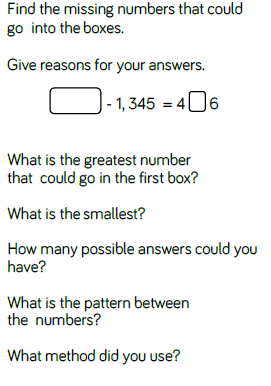 Find the missing numbers that could
go into the boxes.
Give reasons for your answers.
- 1,345 = 4 6
What is the greatest number
that could go in the first box?
What is the smallest?
How many possible answers could you
have?
What is the pattern between
the numbers?
What method did you use?